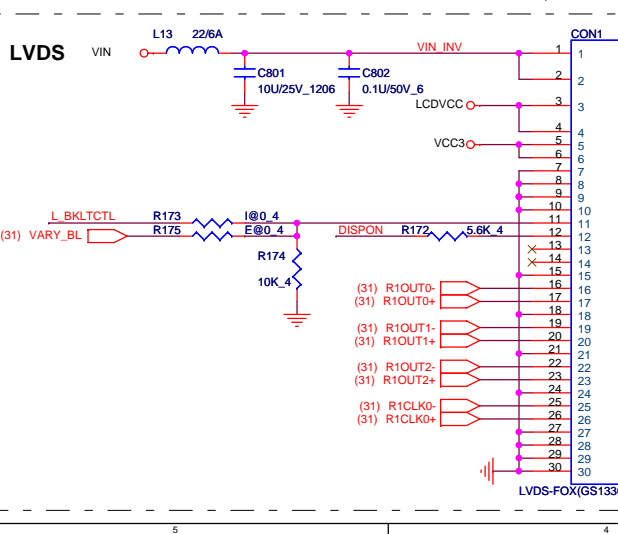 L13 22/6A
CON1
LVDS VIN VIN_INV
C801 C802
10U/25V_1206 0.1U/50V_6
LCDVCC
VCC3
L_BKLTCTL R173 I@0_4
(31) VARY_BL R175 E@0_4 DISPON R172 5.6K_4
R174
10K_4
(31) R1OUT0-
(31) R1OUT0+
(31) R1OUT1-
(31) R1OUT1+
(31) R1OUT2-
(31) R1OUT2+
(31) R1CLK0-
(31) R1CLK0+
1 1
2 2
3 3
4 4
5 5
6 6
7 7
8 8
9 9
10 10
11 11
12 12
13 13
14 14
15 15
16 16
17 17
18 18
19 19
20 20
21 21
22 22
23 23
24 24
25 25
26 26
27 27
28 28
29 29
30 30
LVDS-FOX(GS1330
5 4